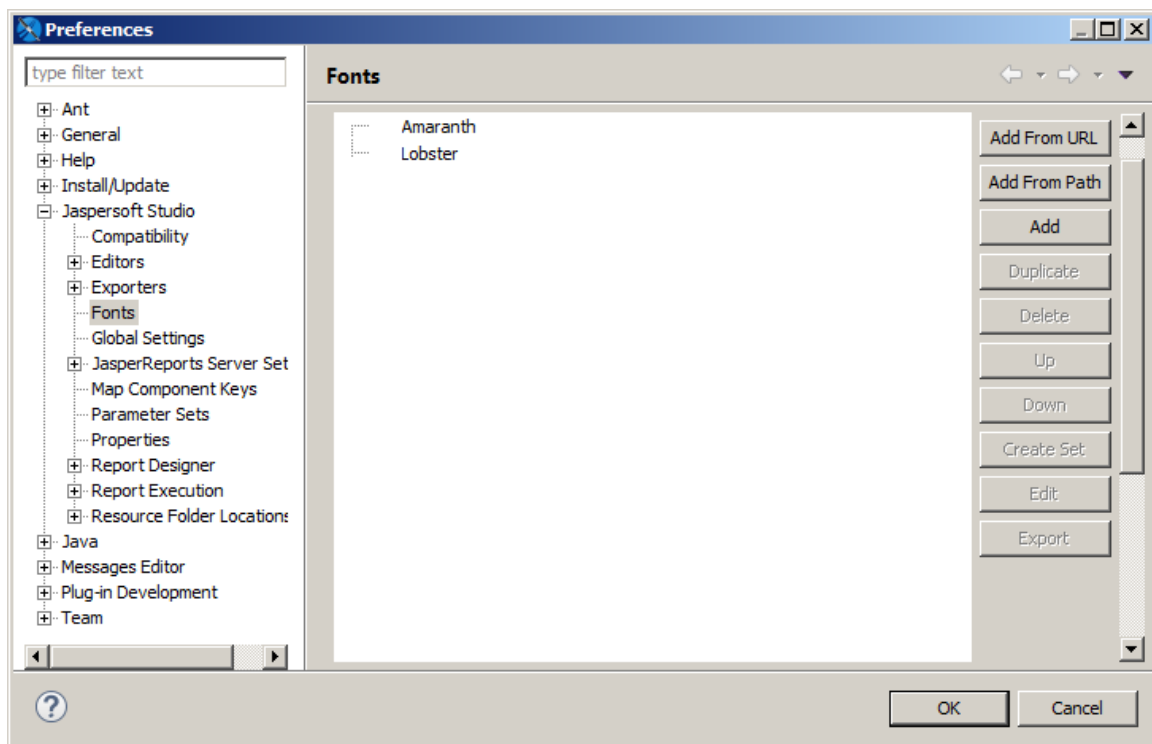 Preferences
type filter text
Ant
General
Help
Install/Update
Jaspersoft Studio
Compatibility
Editors
Exporters
Fonts
Global Settings
JasperReports Server Set
Map Component Keys
Parameter Sets
Properties
Report Designer
Report Execution
Resource Folder Locations
Java
Messages Editor
Plug-in Development
Team
Fonts
Amaranth
Lobster
Add From URL
Add From Path
Add
Duplicate
Delete
Up
Down
Create Set
Edit
Export
?
OK
Cancel